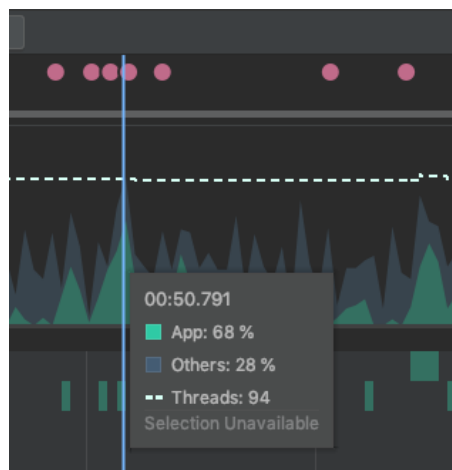 00:50.791
App: 68 %
Others: 28 %
Threads: 94
Selection Unavailable